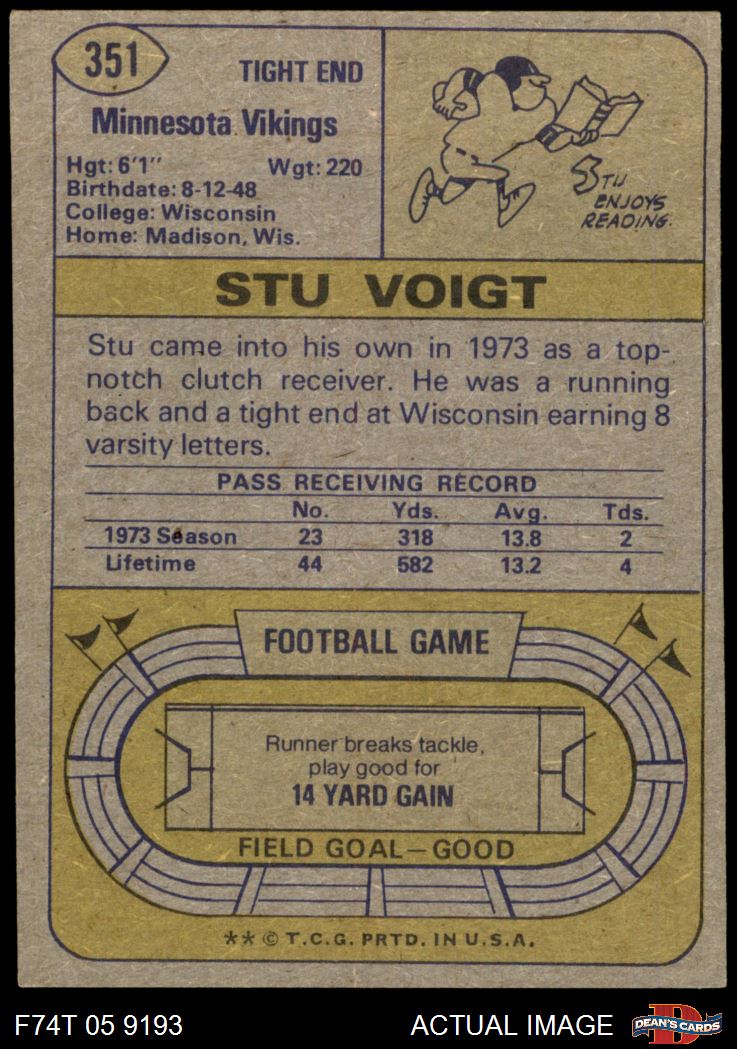 351
TIGHT END
Minnesota Vikings
Hgt: 6'1" Wgt: 220
Birthdate: 8-12-48
College: Wisconsin
Home: Madison, Wis.
STU
ENJOYS
READING.
STU VOIGT
Stu came into his own in 1973 as a top-
notch clutch receiver. He was a running
back and a tight end at Wisconsin earning 8
varsity letters.
PASS RECEIVING RECORD
No. Yds. Avg. Tds.
1973 Season 23 318 13.8 2
Lifetime 44 582 13.2 4
FOOTBALL GAME
Runner breaks tackle,
play good for
14 YARD GAIN
FIELD GOAL—GOOD
** © T.C.G. PRTD. IN U.S.A.
F74T 05 9193 ACTUAL IMAGE D DEAN'S CARDS